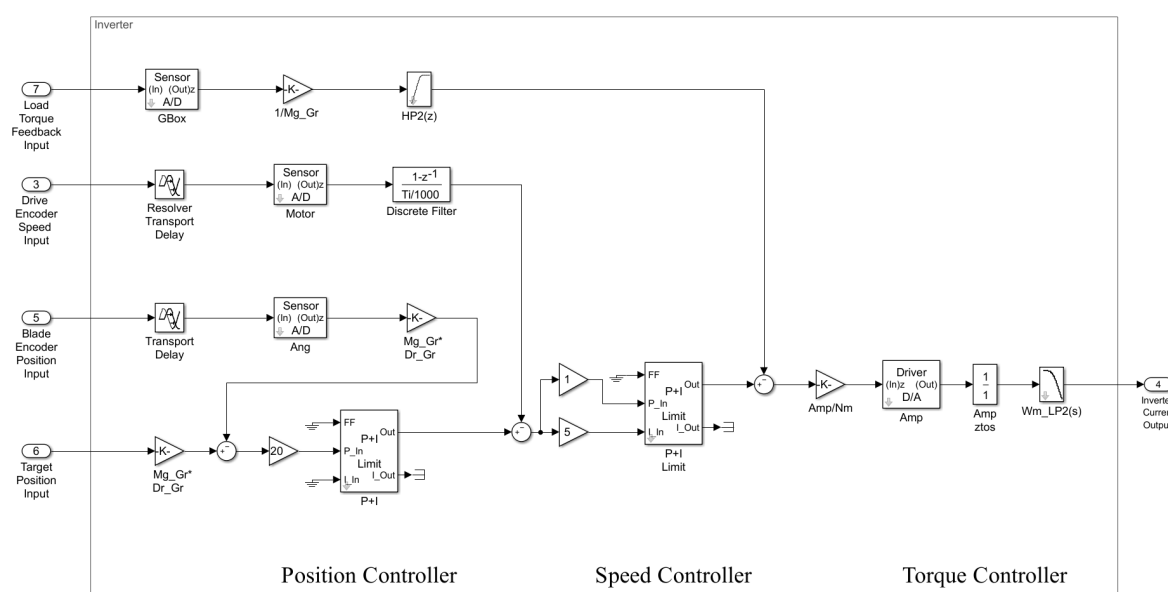 Inverter
7
Load
Torque
Feedback
Input
Sensor
(In) (Out)z
A/D
GBox
-K-
1/Mg_Gr
HP2(z)
3
Drive
Encoder
Speed
Input
Resolver
Transport
Delay
Sensor
(In) (Out)z
A/D
Motor
1-z-1
Ti/1000
Discrete Filter
5
Blade
Encoder
Position
Input
Transport
Delay
Sensor
(In) (Out)z
A/D
Ang
-K-
Mg_Gr*
Dr_Gr
6
Target
Position
Input
-K-
Mg_Gr*
Dr_Gr
+ -
20
FF
P+I Out
P_In
Limit
I_In I_Out
P+I
+ -
1
5
FF
P+I Out
P_In
Limit
I_In I_Out
P+I
Limit
+ -
-K-
Amp/Nm
Driver
(In)z (Out)
D/A
Amp
1
1
Amp
ztos
Wm_LP2(s)
4
Inverte
Curre
Outpu
Position Controller Speed Controller Torque Controller